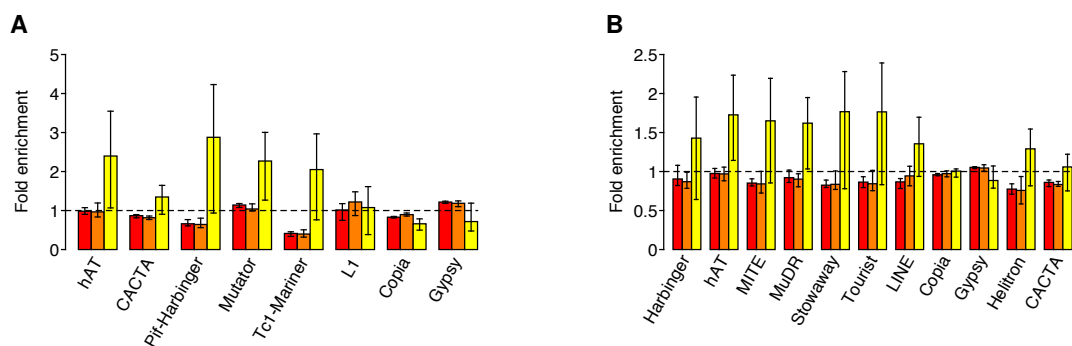 A
Fold enrichment
5
4
3
2
1
0
hAT
CACTA
Pif-Harbinger
Mutator
Tc1-Mariner
L1
Copia
Gypsy
B
Fold enrichment
2.5
2
1.5
1
0.5
0
Harbinger
hAT
MITE
MuDR
Stowaway
Tourist
LINE
Copia
Gypsy
Helitron
CACTA